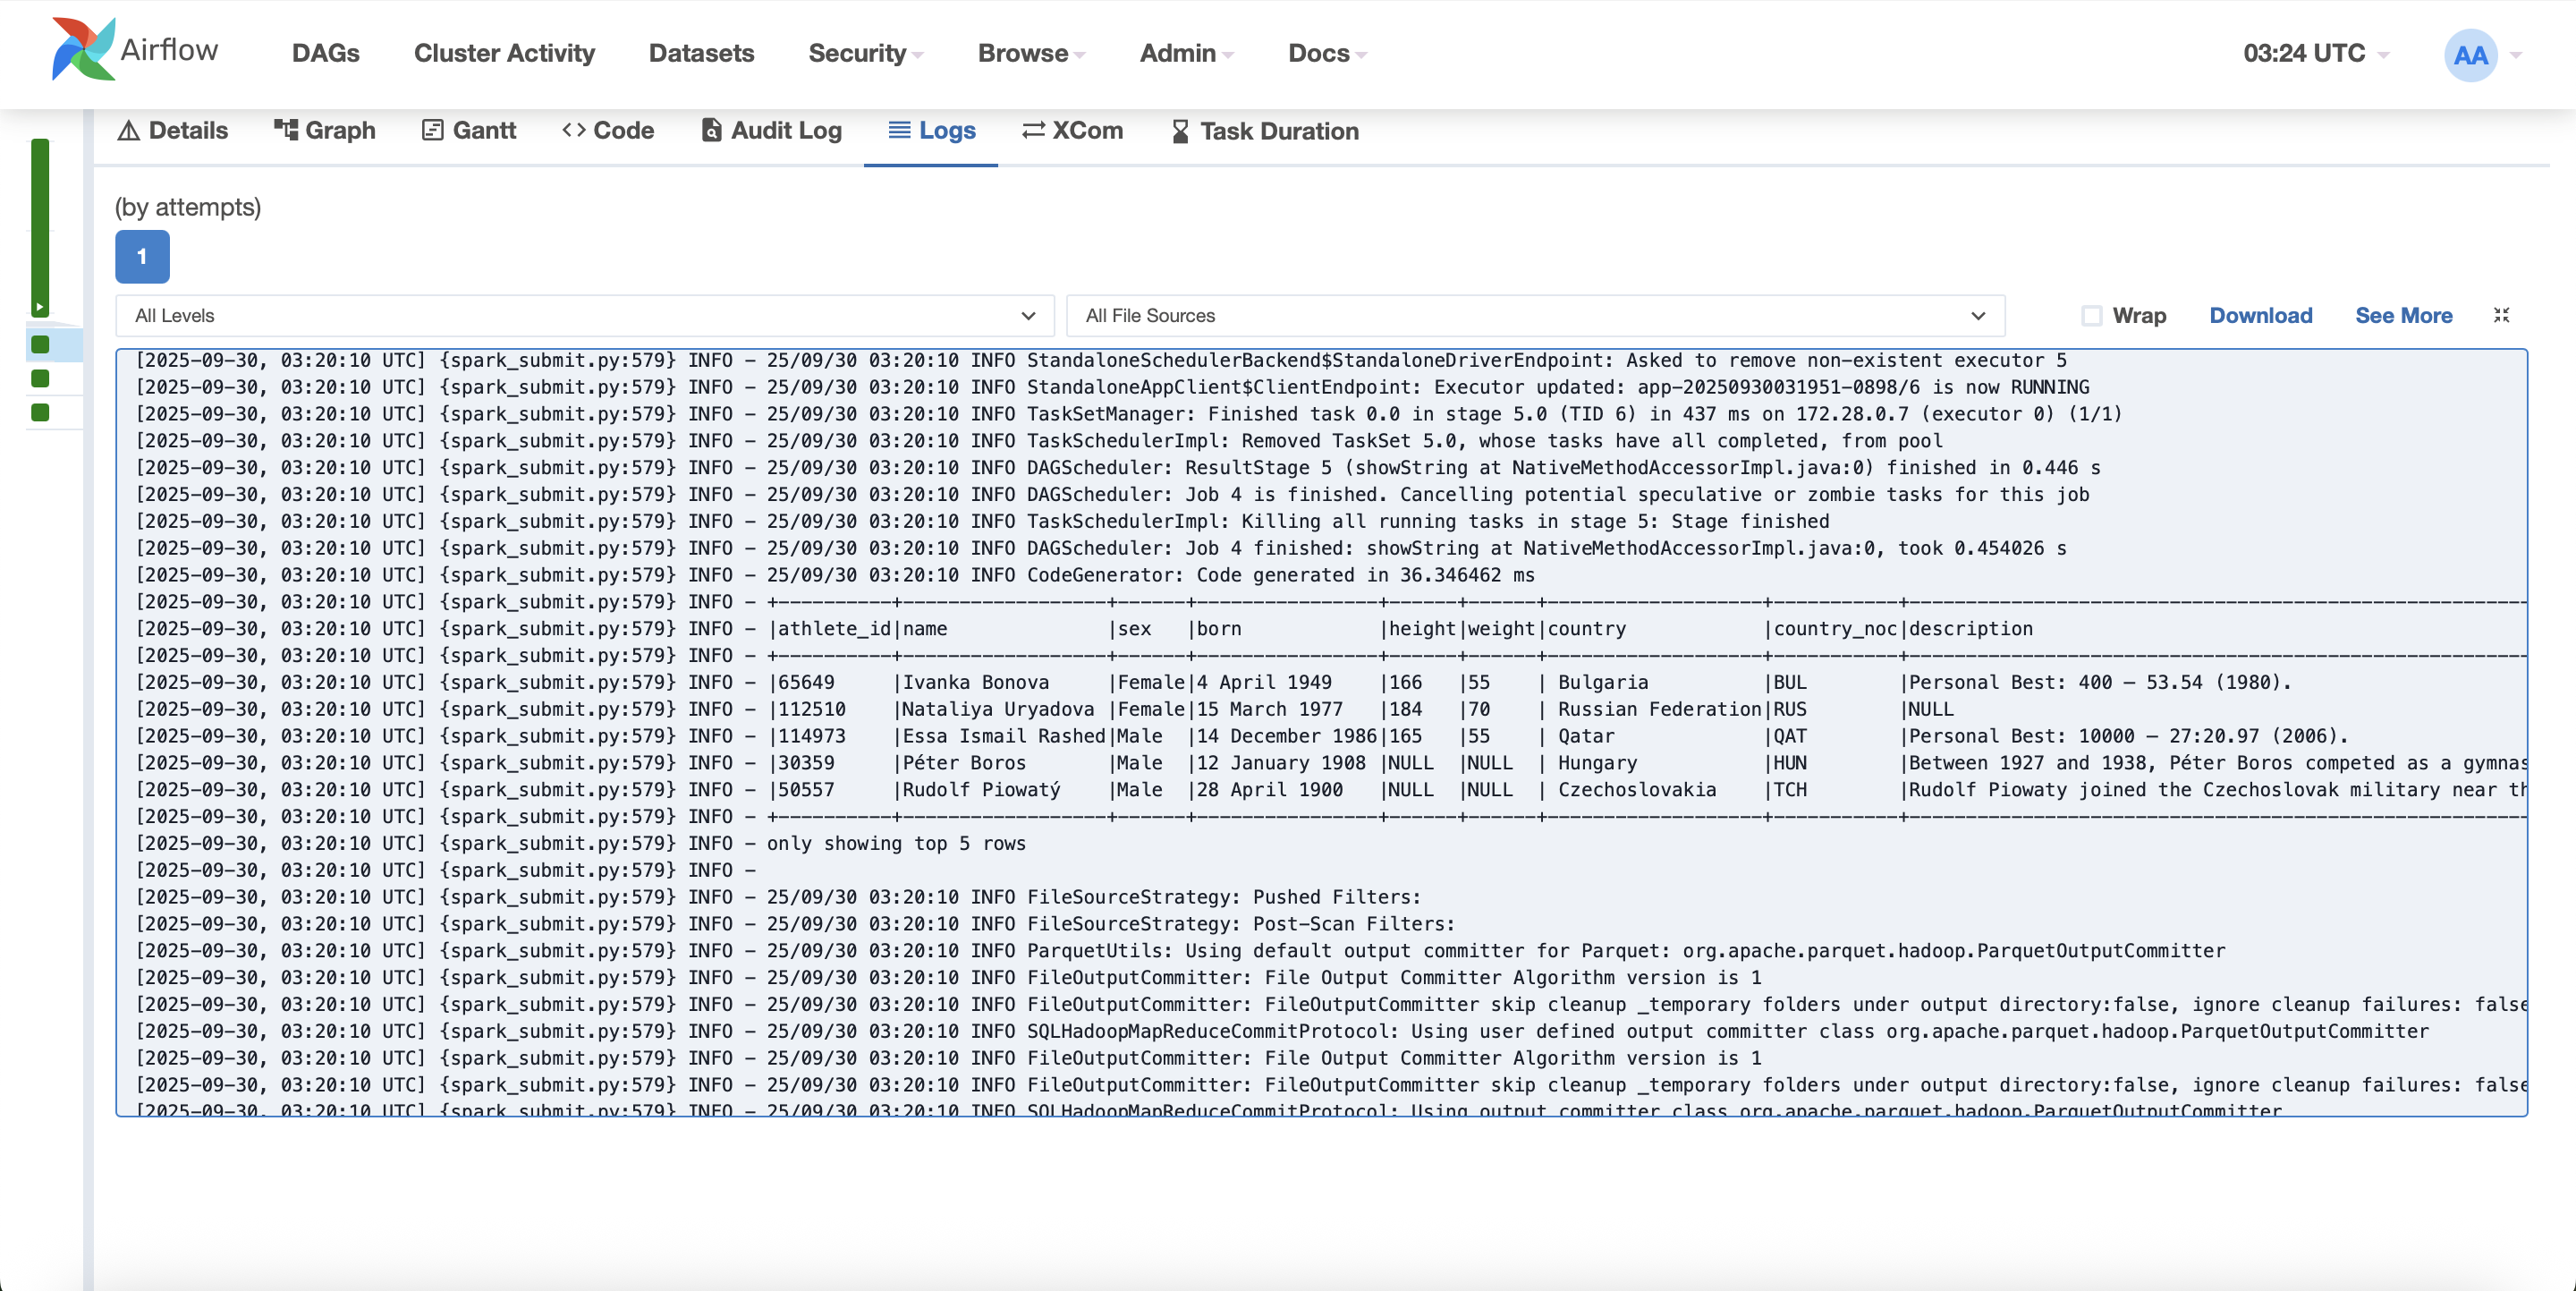 Airflow DAGs Cluster Activity Datasets Security Browse Admin Docs 03:24 UTC AA
Details Graph Gantt Code Audit Log Logs XCom Task Duration
(by attempts)
1
All Levels All File Sources Wrap Download See More
[2025-09-30, 03:20:10 UTC] {spark_submit.py:579} INFO - 25/09/30 03:20:10 INFO StandaloneSchedulerBackend$StandaloneDriverEndpoint: Asked to remove non-existent executor 5
[2025-09-30, 03:20:10 UTC] {spark_submit.py:579} INFO - 25/09/30 03:20:10 INFO StandaloneAppClient$ClientEndpoint: Executor updated: app-20250930031951-0898/6 is now RUNNING
[2025-09-30, 03:20:10 UTC] {spark_submit.py:579} INFO - 25/09/30 03:20:10 INFO TaskSetManager: Finished task 0.0 in stage 5.0 (TID 6) in 437 ms on 172.28.0.7 (executor 0) (1/1)
[2025-09-30, 03:20:10 UTC] {spark_submit.py:579} INFO - 25/09/30 03:20:10 INFO TaskSchedulerImpl: Removed TaskSet 5.0, whose tasks have all completed, from pool
[2025-09-30, 03:20:10 UTC] {spark_submit.py:579} INFO - 25/09/30 03:20:10 INFO DAGScheduler: ResultStage 5 (showString at NativeMethodAccessorImpl.java:0) finished in 0.446 s
[2025-09-30, 03:20:10 UTC] {spark_submit.py:579} INFO - 25/09/30 03:20:10 INFO DAGScheduler: Job 4 is finished. Cancelling potential speculative or zombie tasks for this job
[2025-09-30, 03:20:10 UTC] {spark_submit.py:579} INFO - 25/09/30 03:20:10 INFO TaskSchedulerImpl: Killing all running tasks in stage 5: Stage finished
[2025-09-30, 03:20:10 UTC] {spark_submit.py:579} INFO - 25/09/30 03:20:10 INFO DAGScheduler: Job 4 finished: showString at NativeMethodAccessorImpl.java:0, took 0.454026 s
[2025-09-30, 03:20:10 UTC] {spark_submit.py:579} INFO - 25/09/30 03:20:10 INFO CodeGenerator: Code generated in 36.346462 ms
[2025-09-30, 03:20:10 UTC] {spark_submit.py:579} INFO - +----------+------------------+------+----------------+------+------+-------------------+-----------+-------------------------------------------------------
[2025-09-30, 03:20:10 UTC] {spark_submit.py:579} INFO - |athlete_id|name              |sex   |born            |height|weight|country            |country_noc|description
[2025-09-30, 03:20:10 UTC] {spark_submit.py:579} INFO - +----------+------------------+------+----------------+------+------+-------------------+-----------+-------------------------------------------------------
[2025-09-30, 03:20:10 UTC] {spark_submit.py:579} INFO - |65649     |Ivanka Bonova     |Female|4 April 1949    |166   |55    | Bulgaria          |BUL        |Personal Best: 400 – 53.54 (1980).
[2025-09-30, 03:20:10 UTC] {spark_submit.py:579} INFO - |112510    |Nataliya Uryadova |Female|15 March 1977   |184   |70    | Russian Federation|RUS        |NULL
[2025-09-30, 03:20:10 UTC] {spark_submit.py:579} INFO - |114973    |Essa Ismail Rashed|Male  |14 December 1986|165   |55    | Qatar             |QAT        |Personal Best: 10000 – 27:20.97 (2006).
[2025-09-30, 03:20:10 UTC] {spark_submit.py:579} INFO - |30359     |Péter Boros       |Male  |12 January 1908 |NULL  |NULL  | Hungary           |HUN        |Between 1927 and 1938, Péter Boros competed as a gymnas
[2025-09-30, 03:20:10 UTC] {spark_submit.py:579} INFO - |50557     |Rudolf Piowatý    |Male  |28 April 1900   |NULL  |NULL  | Czechoslovakia    |TCH        |Rudolf Piowaty joined the Czechoslovak military near th
[2025-09-30, 03:20:10 UTC] {spark_submit.py:579} INFO - +----------+------------------+------+----------------+------+------+-------------------+-----------+-------------------------------------------------------
[2025-09-30, 03:20:10 UTC] {spark_submit.py:579} INFO - only showing top 5 rows
[2025-09-30, 03:20:10 UTC] {spark_submit.py:579} INFO -
[2025-09-30, 03:20:10 UTC] {spark_submit.py:579} INFO - 25/09/30 03:20:10 INFO FileSourceStrategy: Pushed Filters:
[2025-09-30, 03:20:10 UTC] {spark_submit.py:579} INFO - 25/09/30 03:20:10 INFO FileSourceStrategy: Post-Scan Filters:
[2025-09-30, 03:20:10 UTC] {spark_submit.py:579} INFO - 25/09/30 03:20:10 INFO ParquetUtils: Using default output committer for Parquet: org.apache.parquet.hadoop.ParquetOutputCommitter
[2025-09-30, 03:20:10 UTC] {spark_submit.py:579} INFO - 25/09/30 03:20:10 INFO FileOutputCommitter: File Output Committer Algorithm version is 1
[2025-09-30, 03:20:10 UTC] {spark_submit.py:579} INFO - 25/09/30 03:20:10 INFO FileOutputCommitter: FileOutputCommitter skip cleanup _temporary folders under output directory:false, ignore cleanup failures: false
[2025-09-30, 03:20:10 UTC] {spark_submit.py:579} INFO - 25/09/30 03:20:10 INFO SQLHadoopMapReduceCommitProtocol: Using user defined output committer class org.apache.parquet.hadoop.ParquetOutputCommitter
[2025-09-30, 03:20:10 UTC] {spark_submit.py:579} INFO - 25/09/30 03:20:10 INFO FileOutputCommitter: File Output Committer Algorithm version is 1
[2025-09-30, 03:20:10 UTC] {spark_submit.py:579} INFO - 25/09/30 03:20:10 INFO FileOutputCommitter: FileOutputCommitter skip cleanup _temporary folders under output directory:false, ignore cleanup failures: false
[2025-09-30, 03:20:10 UTC] {spark_submit.py:579} INFO - 25/09/30 03:20:10 INFO SQLHadoopMapReduceCommitProtocol: Using output committer class org.apache.parquet.hadoop.ParquetOutputCommitter